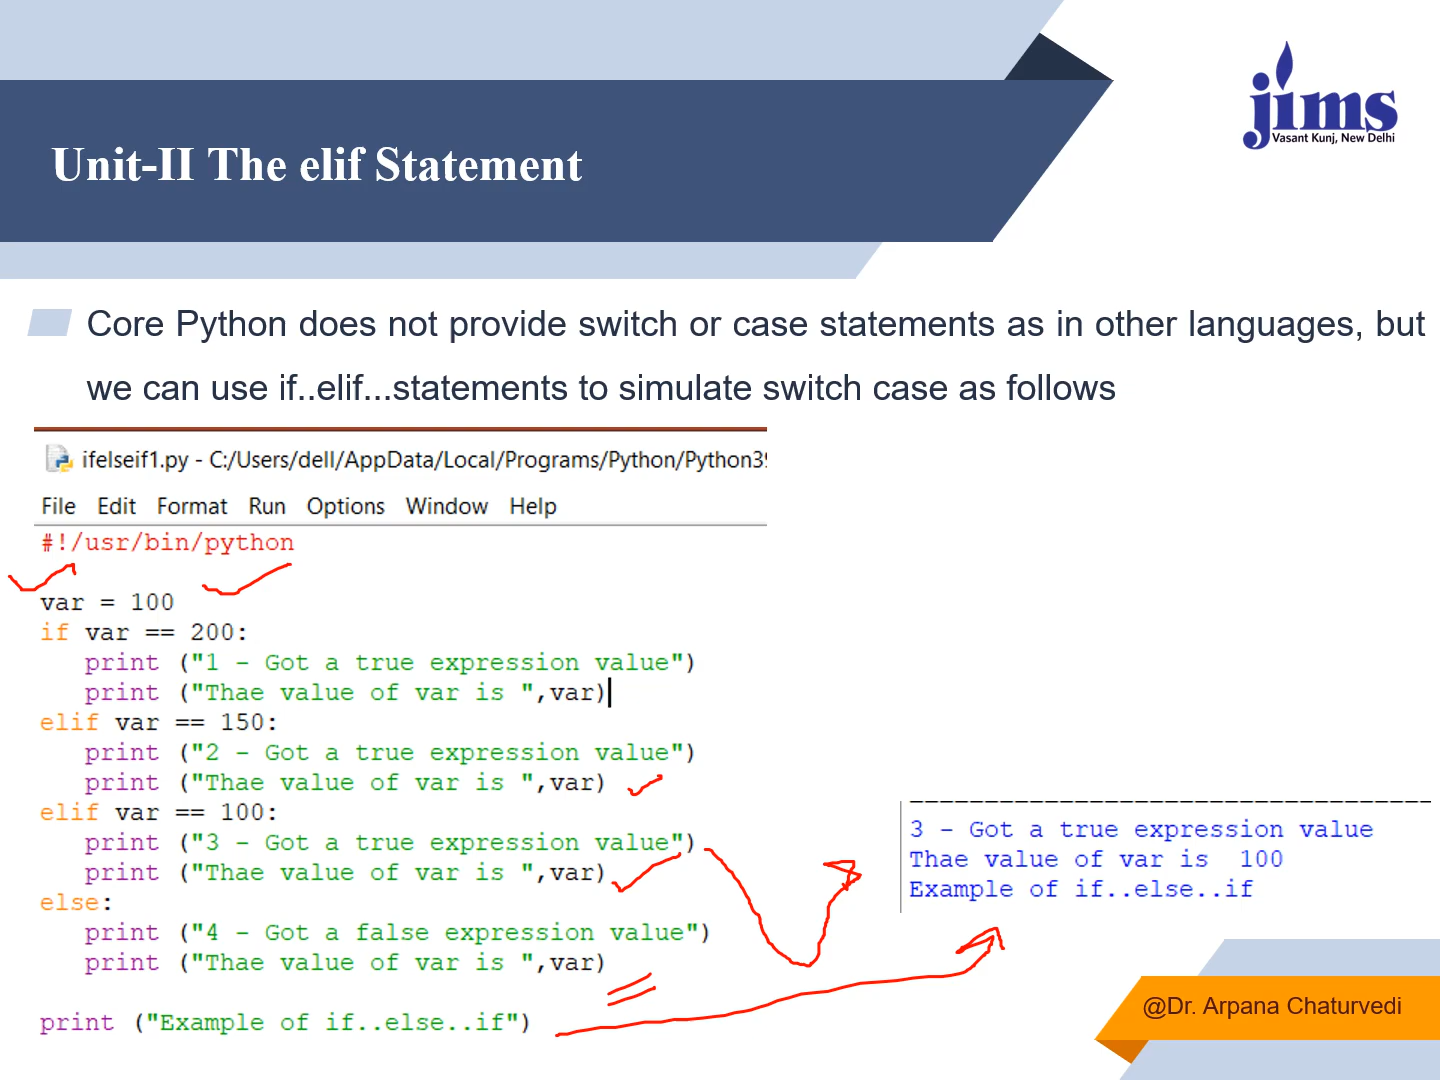 jims
Vasant Kunj, New Delhi
Unit-II The elif Statement
Core Python does not provide switch or case statements as in other languages, but
we can use if..elif...statements to simulate switch case as follows
ifelseif1.py - C:/Users/dell/AppData/Local/Programs/Python/Python39
File Edit Format Run Options Window Help
#!/usr/bin/python
var = 100
if var == 200:
   print ("1 - Got a true expression value")
   print ("Thae value of var is ",var)
elif var == 150:
   print ("2 - Got a true expression value")
   print ("Thae value of var is ",var)
elif var == 100:
   print ("3 - Got a true expression value")
   print ("Thae value of var is ",var)
else:
   print ("4 - Got a false expression value")
   print ("Thae value of var is ",var)
print ("Example of if..else..if")
3 - Got a true expression value
Thae value of var is  100
Example of if..else..if
@Dr. Arpana Chaturvedi